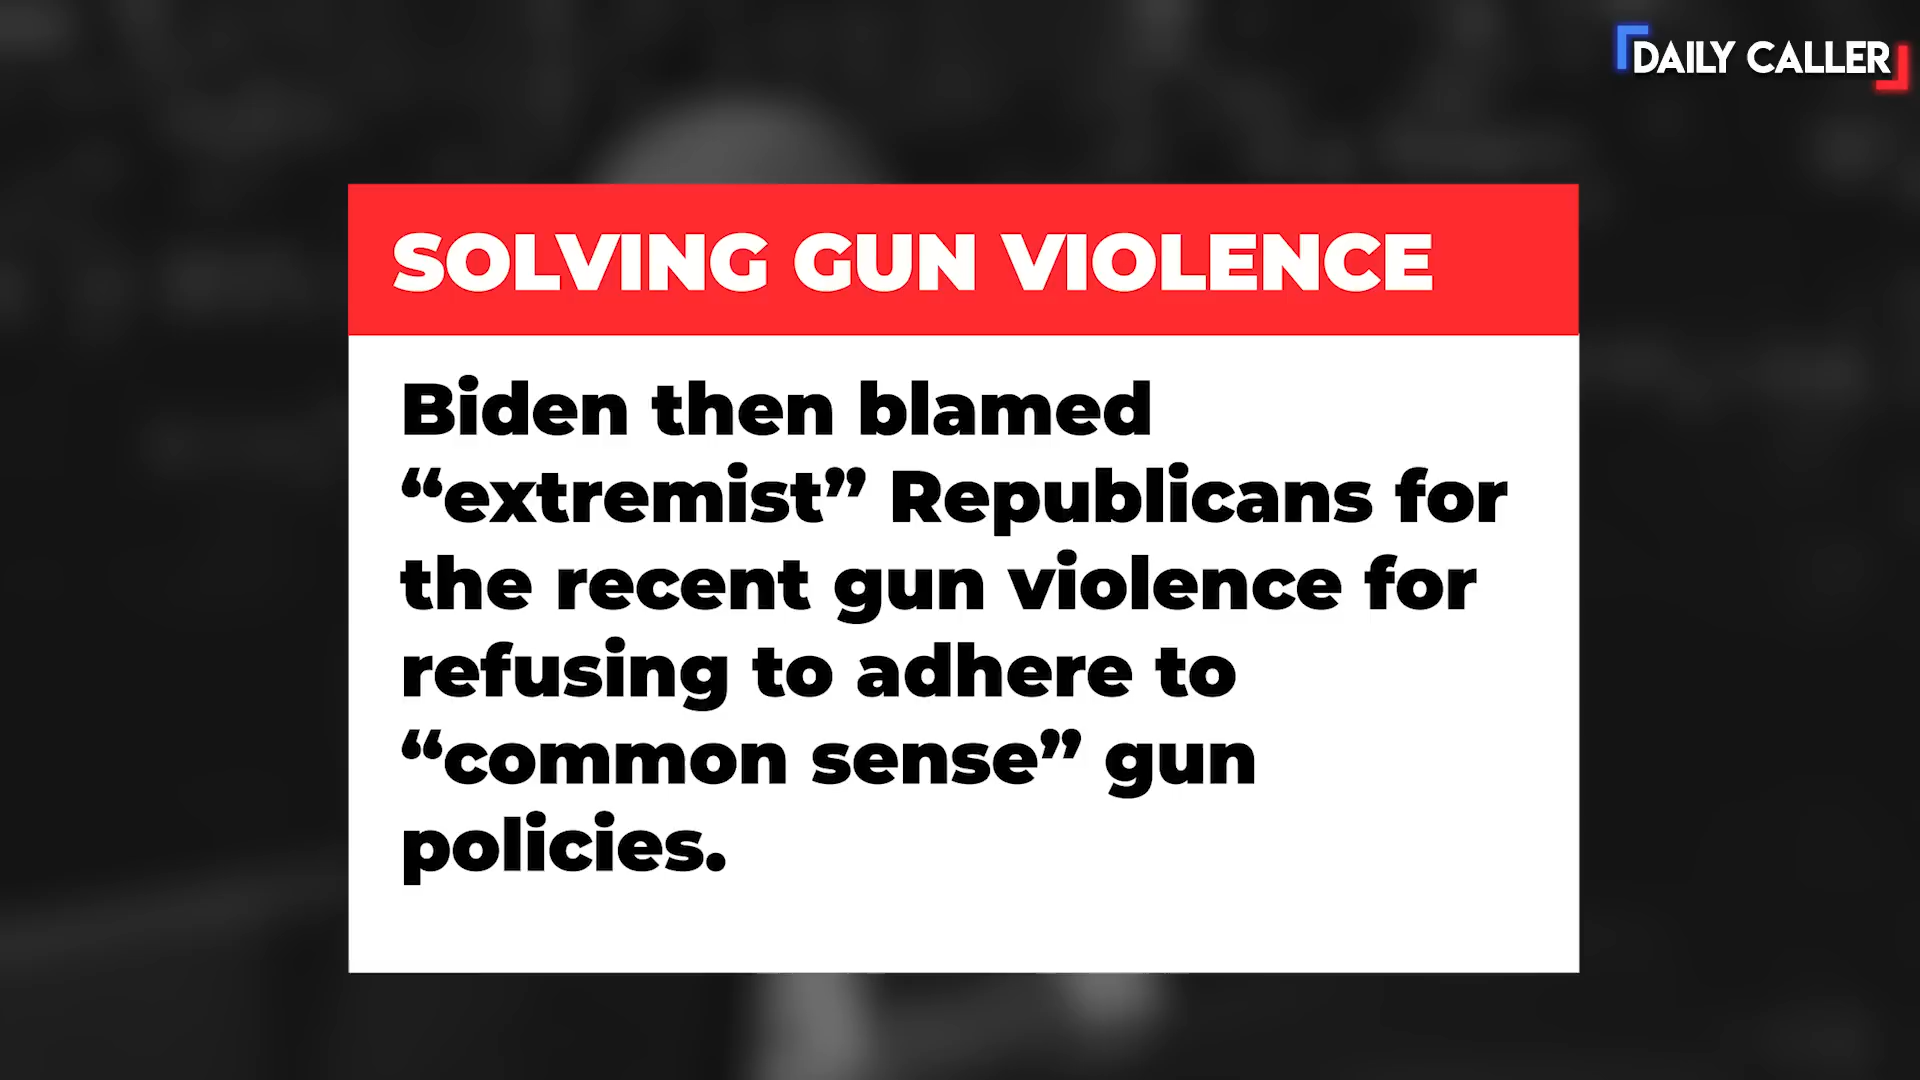 DAILY CALLER
SOLVING GUN VIOLENCE
Biden then blamed
“extremist” Republicans for
the recent gun violence for
refusing to adhere to
“common sense” gun
policies.